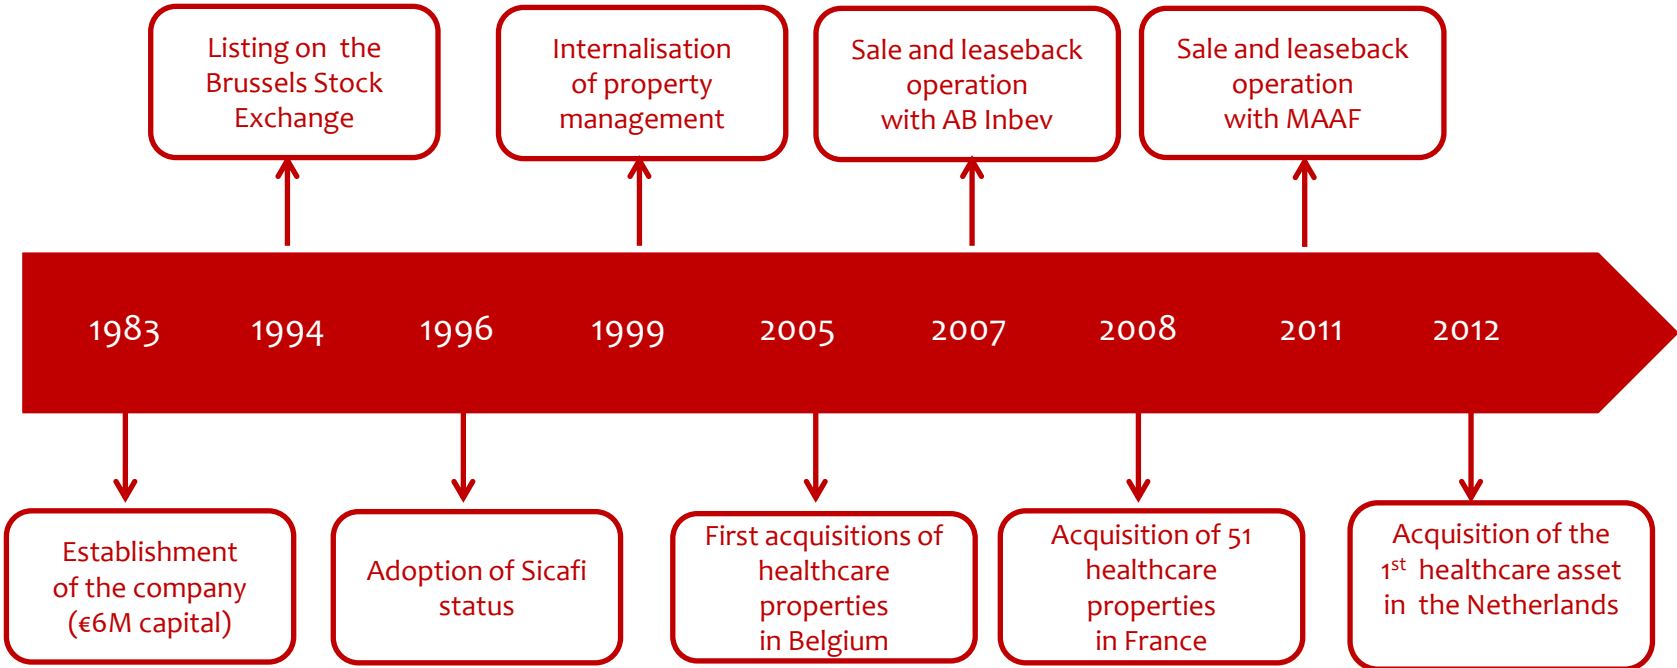 Listing on the
Brussels Stock
Exchange
Internalisation
of property
management
Sale and leaseback
operation
with AB Inbev
Sale and leaseback
operation
with MAAF
1983 1994 1996 1999 2005 2007 2008 2011 2012
Establishment
of the company
(€6M capital)
Adoption of Sicafi
status
First acquisitions of
healthcare
properties
in Belgium
Acquisition of 51
healthcare
properties
in France
Acquisition of the
1st healthcare asset
in the Netherlands